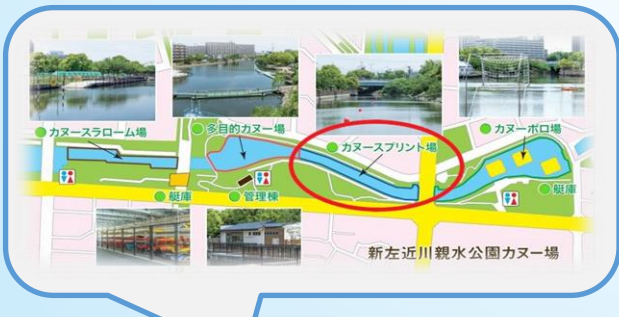 カヌースラローム場
多目的カヌー場
カヌースプリント場
カヌーポロ場
艇庫
管理棟
艇庫
新左近川親水公園カヌー場